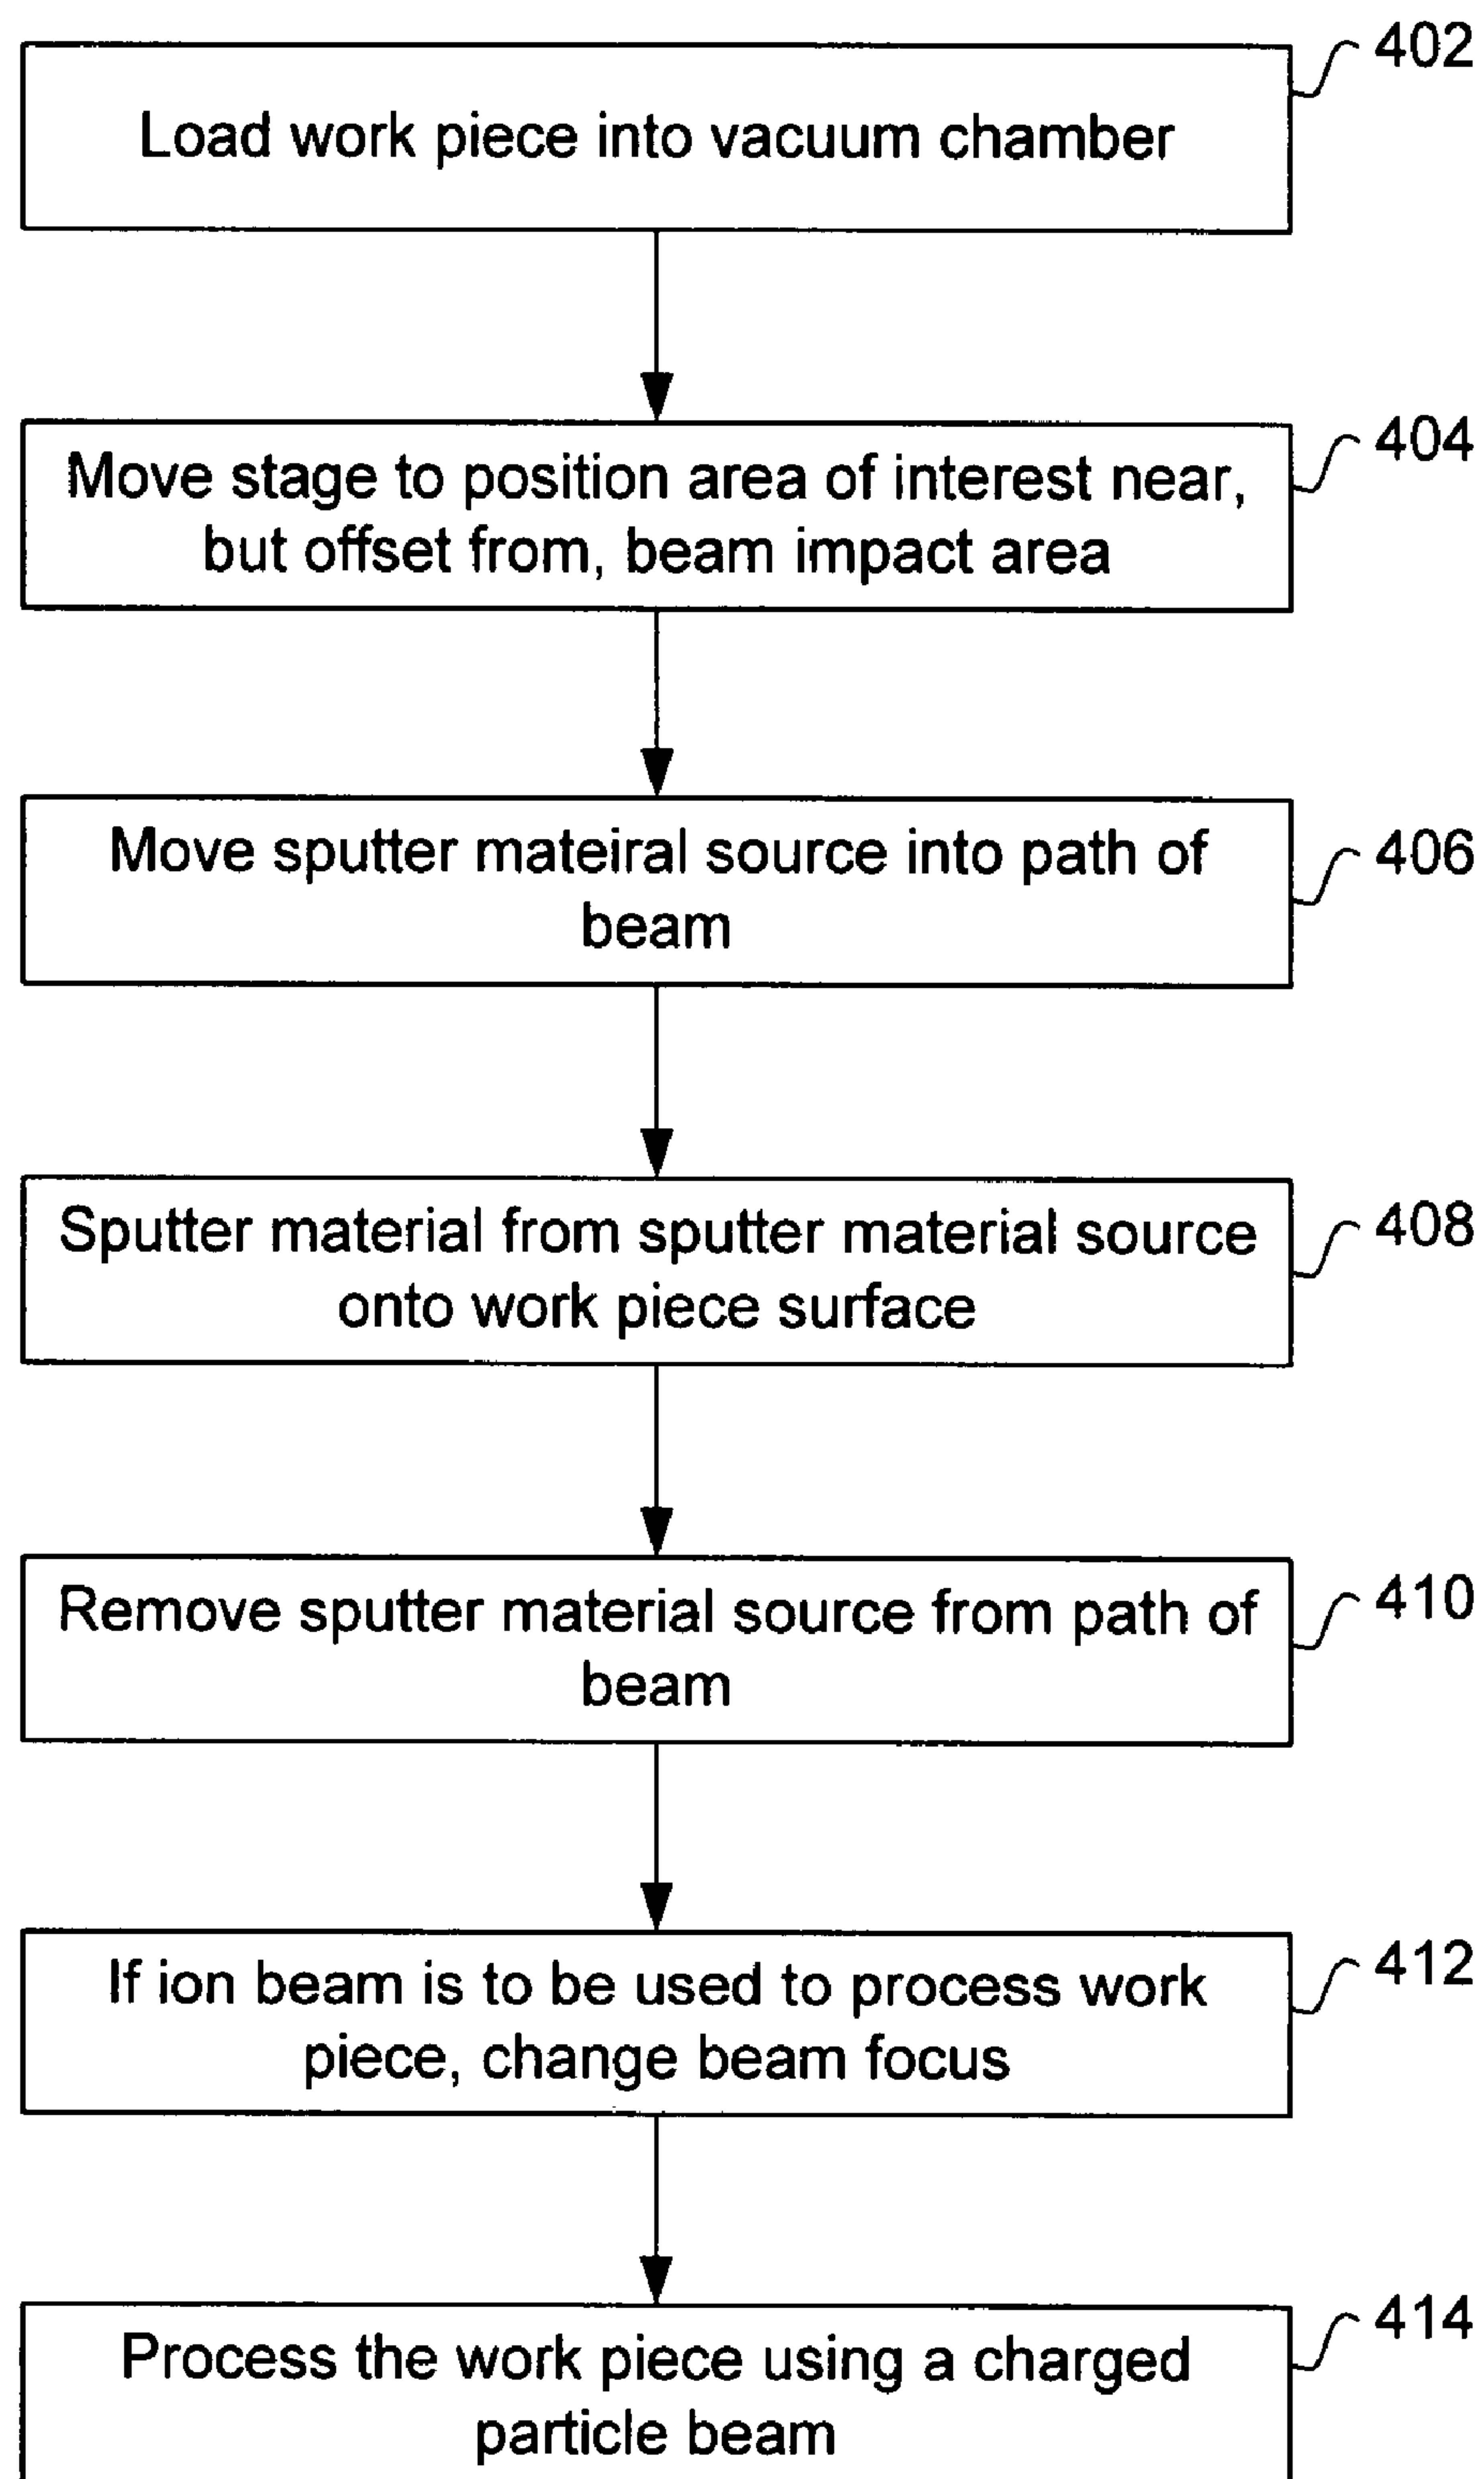 402
Load work piece into vacuum chamber
404
Move stage to position area of interest near,
but offset from, beam impact area
406
Move sputter mateiral source into path of
beam
408
Sputter material from sputter material source
onto work piece surface
410
Remove sputter material source from path of
beam
412
If ion beam is to be used to process work
piece, change beam focus
414
Process the work piece using a charged
particle beam